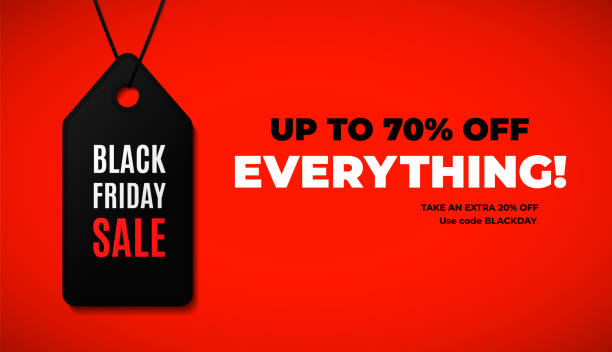 BLACK
FRIDAY
SALE
UP TO 70% OFF
EVERYTHING!
TAKE AN EXTRA 20% OFF
Use code BLACKDAY